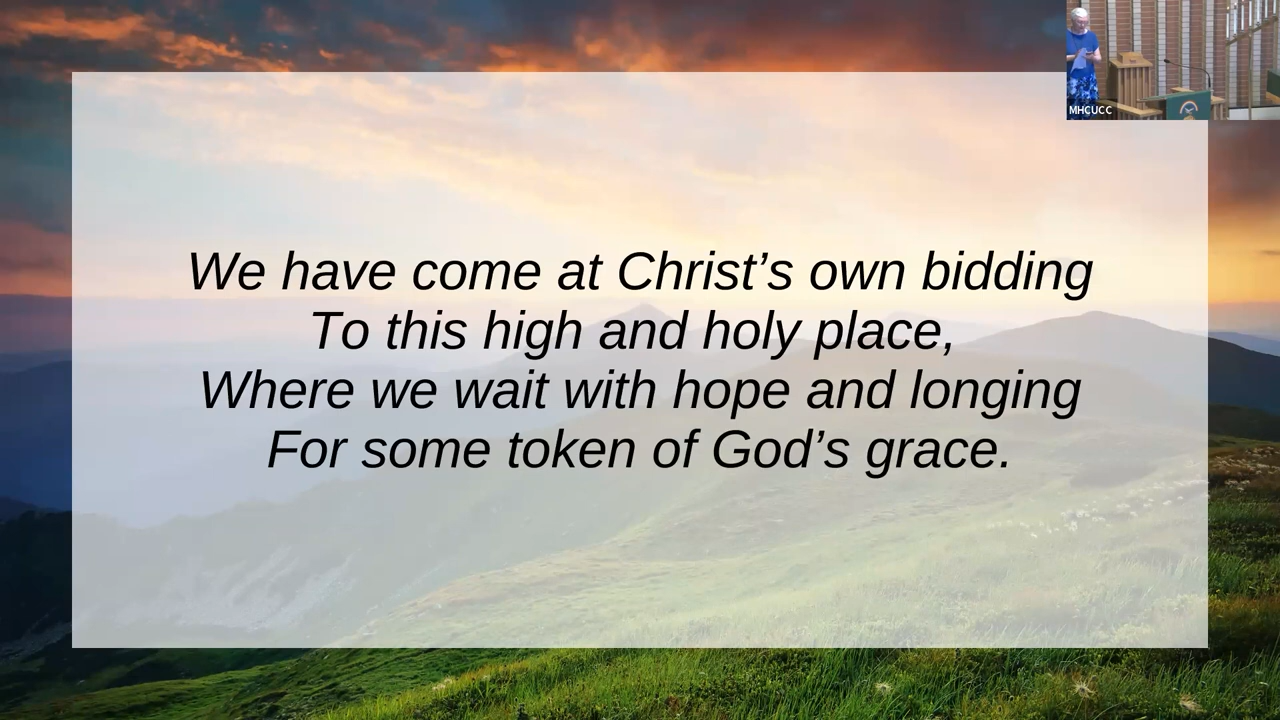 MHCUCC
We have come at Christ’s own bidding
To this high and holy place,
Where we wait with hope and longing
For some token of God’s grace.